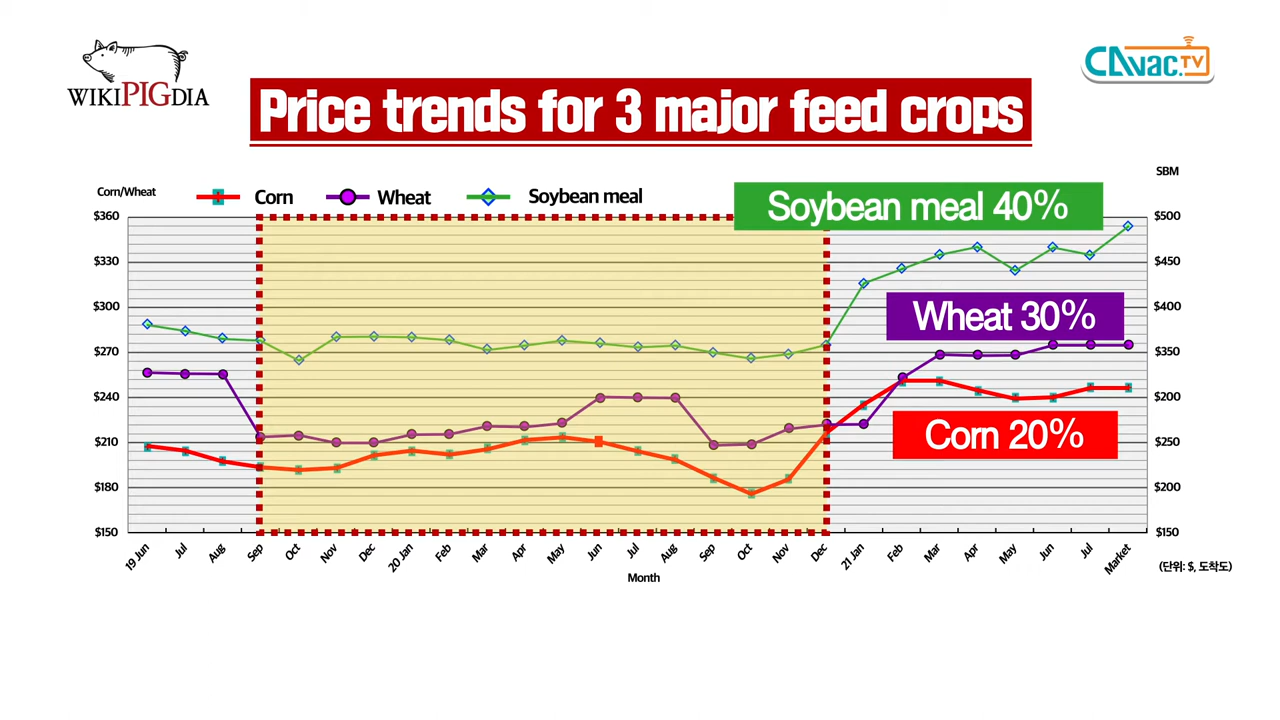 WIKIPIGDIA
CAvac.TV
Price trends for 3 major feed crops
Corn/Wheat
Corn
Wheat
Soybean meal
SBM
Soybean meal 40%
Wheat 30%
Corn 20%
$360
$330
$300
$270
$240
$210
$180
$150
$500
$450
$400
$350
$200
$250
$200
$150
19 Jun
Jul
Aug
Sep
Oct
Nov
Dec
20 Jan
Feb
Mar
Apr
May
Jun
Jul
Aug
Sep
Oct
Nov
Dec
21 Jan
Feb
Mar
Apr
May
Jun
Jul
Market
Month
(단위: $, 도착도)